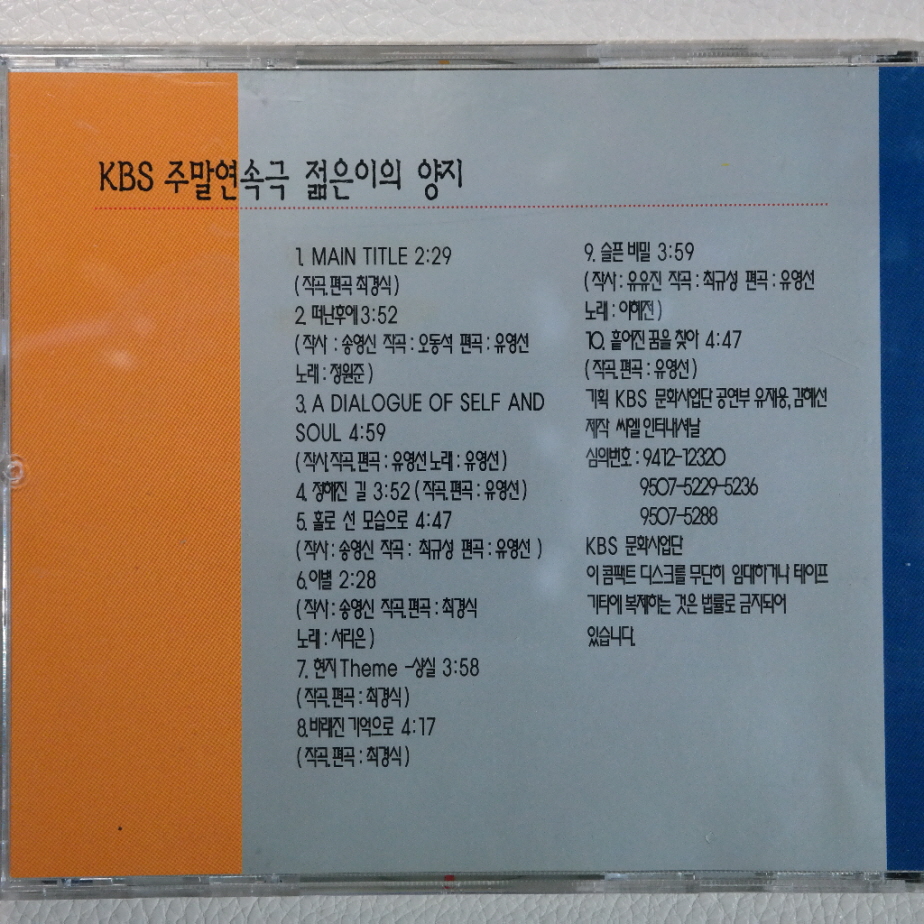 KBS 주말연속극 젊은이의 양지
1. MAIN TITLE 2:29
(작곡.편곡 최경식)
2. 떠난후에 3:52
(작사 : 송영신 작곡 : 오동석 편곡 : 유영선
노래 : 정원준)
3. A DIALOGUE OF SELF AND
SOUL 4:59
(작사.작곡.편곡 : 유영선 노래 : 유영선)
4. 정해진 길 3:52 (작곡.편곡 : 유영선)
5. 홀로 선 모습으로 4:47
(작사 : 송영신 작곡 : 최규성 편곡 : 유영선)
6. 이별 2:28
(작사 : 송영신 작곡.편곡 : 최경식
노래 : 서리은)
7. 현지 Theme -상실 3:58
(작곡.편곡 : 최경식)
8. 바래진 기억으로 4:17
(작곡.편곡 : 최경식)
9. 슬픈 비밀 3:59
(작사 : 유유진 작곡 : 최규성 편곡 : 유영선
노래 : 이혜전)
10. 흩어진 꿈을 찾아 4:47
(작곡.편곡 : 유영선)
기획 KBS 문화사업단 공연부 유재웅, 김혜선
제작 씨엘 인터내셔날
심의번호 : 9412-12320
9507-5229-5236
9507-5288
KBS 문화사업단
이 콤팩트 디스크를 무단히 임대하거나 테이프
기타에 복제하는 것은 법률로 금지되어
있습니다.